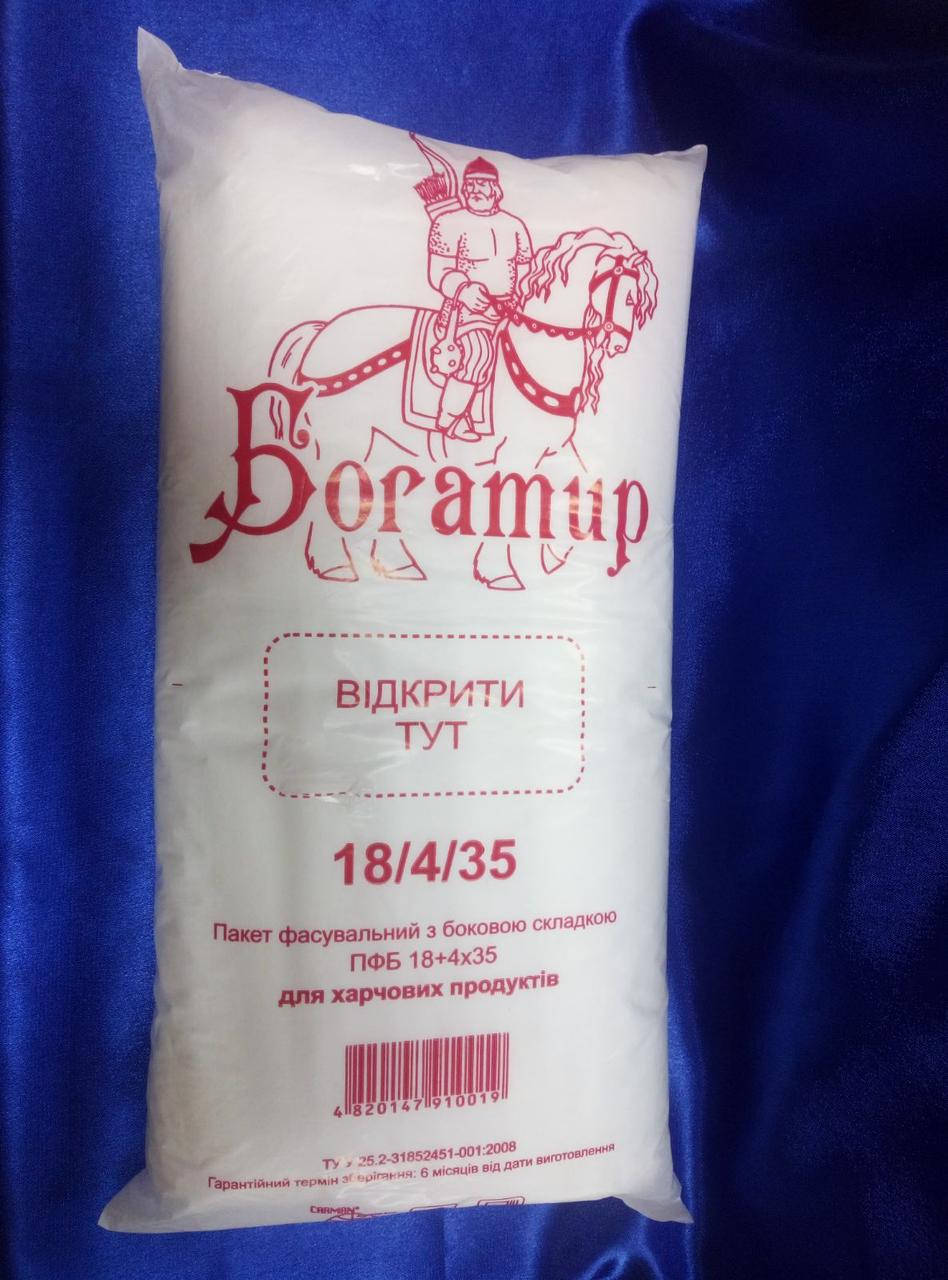 Богатир
ВІДКРИТИ
ТУТ
18/4/35
Пакет фасувальний з боковою складкою
ПФБ 18+4х35
для харчових продуктів
4 820147 910019
ТУ У 25.2-31852451-001:2008
Гарантійний термін зберігання: 6 місяців від дати виготовлення
CARMAN®